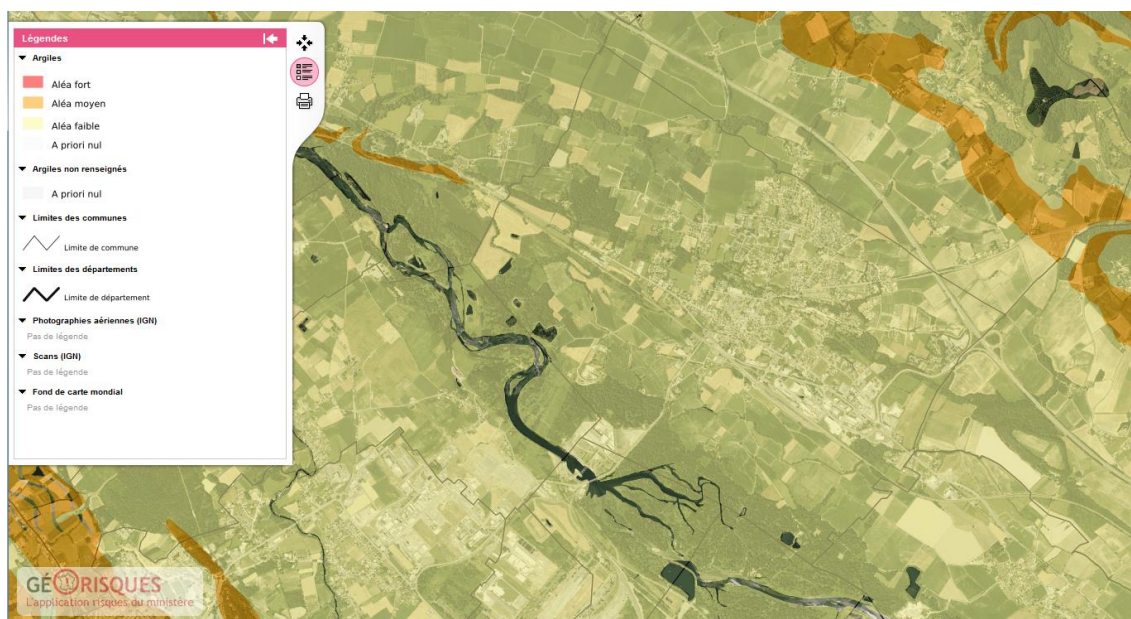 Légendes
Argiles
Aléa fort
Aléa moyen
Aléa faible
A priori nul
Argiles non renseignés
A priori nul
Limites des communes
Limite de commune
Limites des départements
Limite de département
Photographies aériennes (IGN)
Pas de légende
Scans (IGN)
Pas de légende
Fond de carte mondial
Pas de légende
GÉORISQUES
L'application risques du ministère